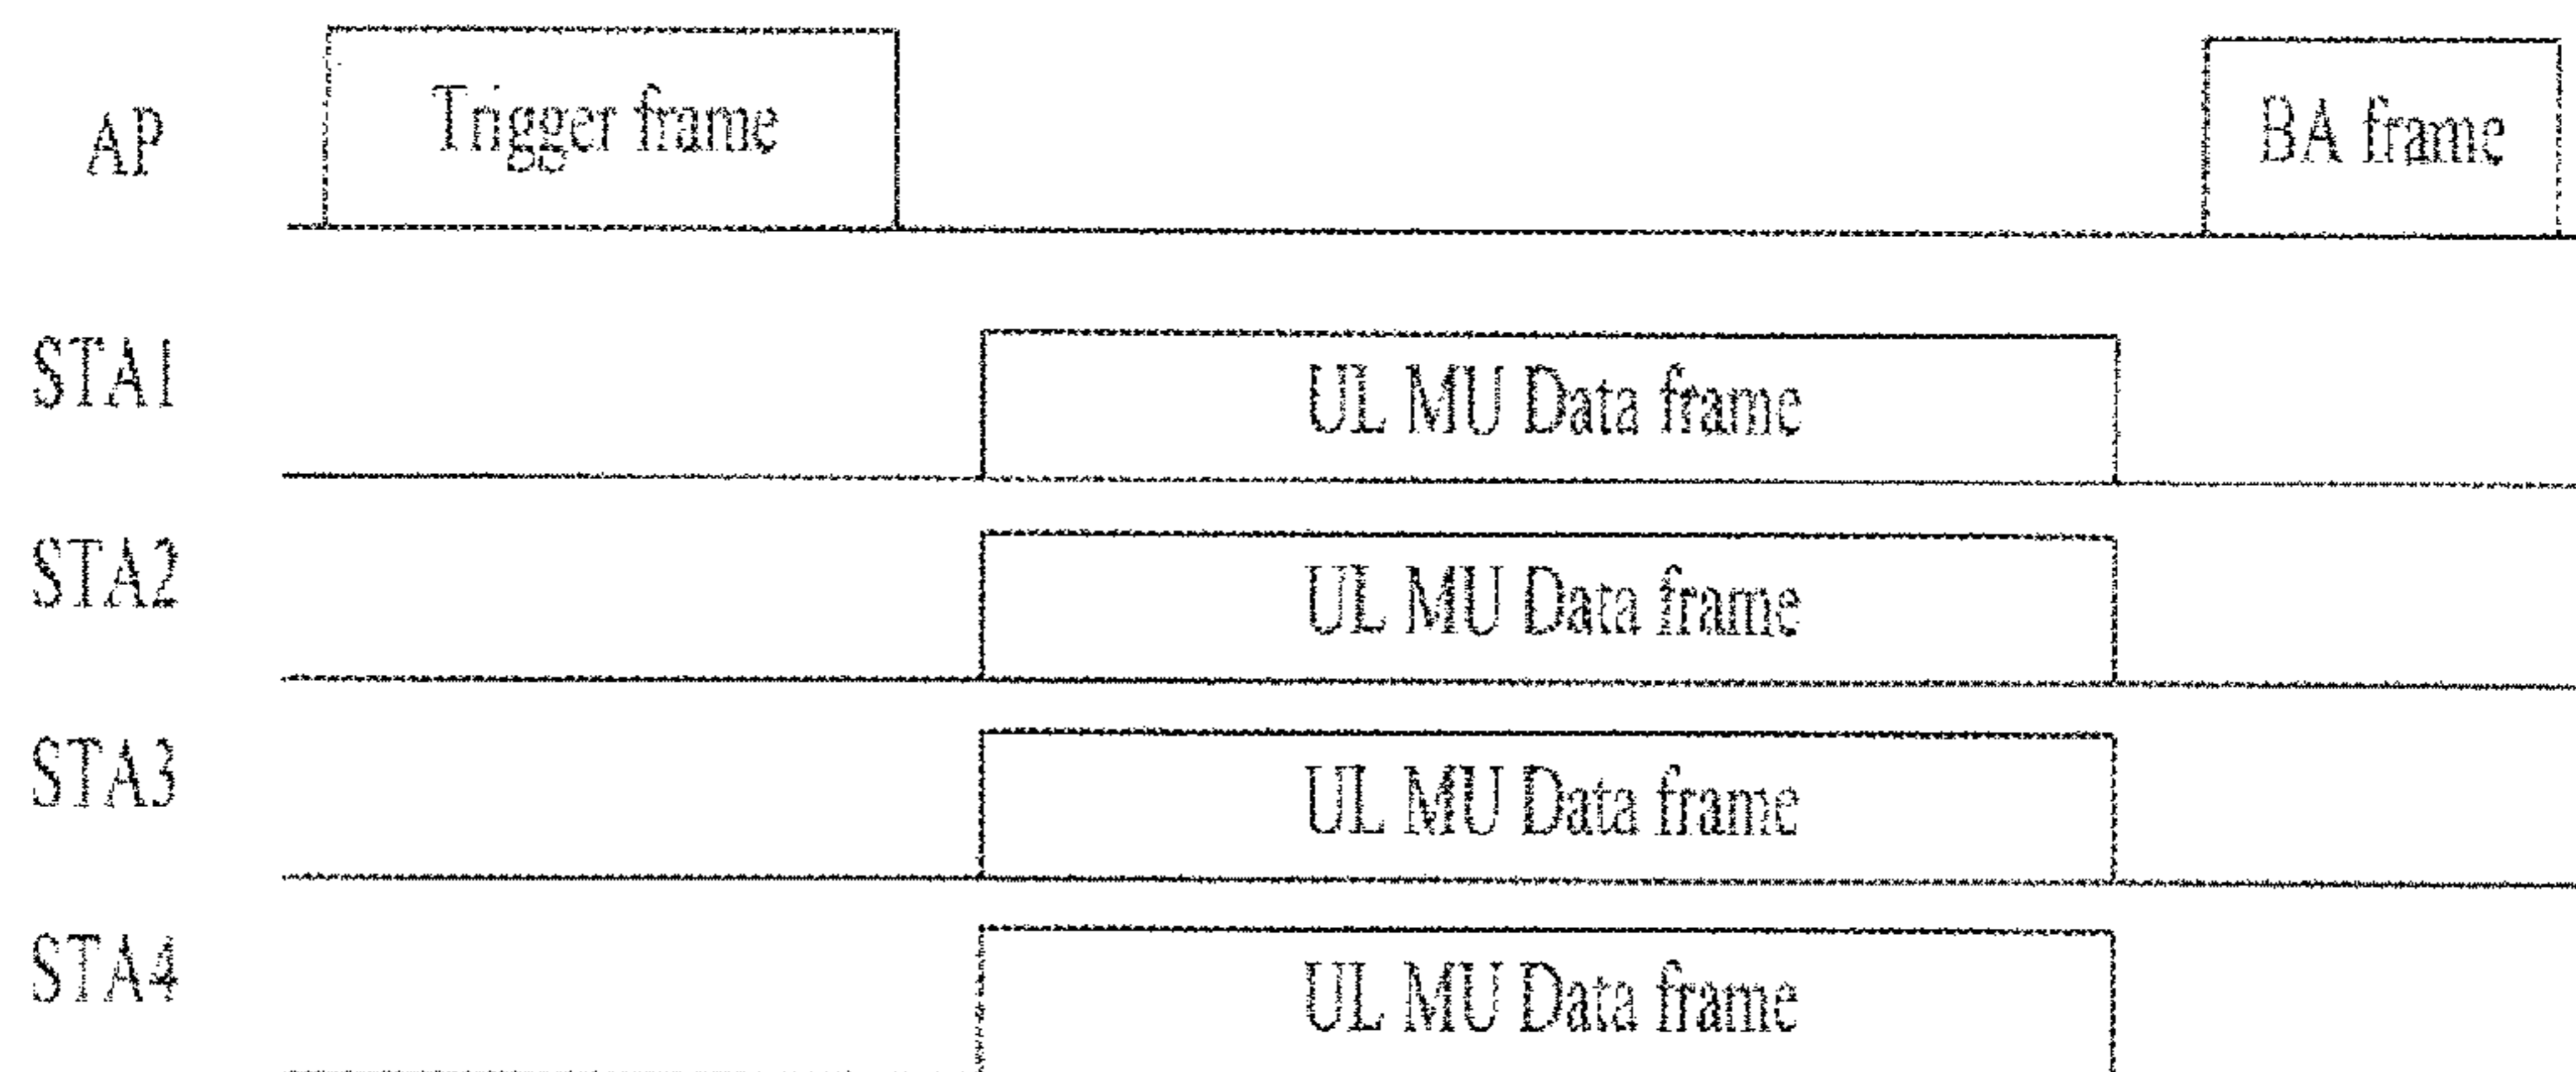 AP Trigger frame BA frame
STA1 UL MU Data frame
STA2 UL MU Data frame
STA3 UL MU Data frame
STA4 UL MU Data frame